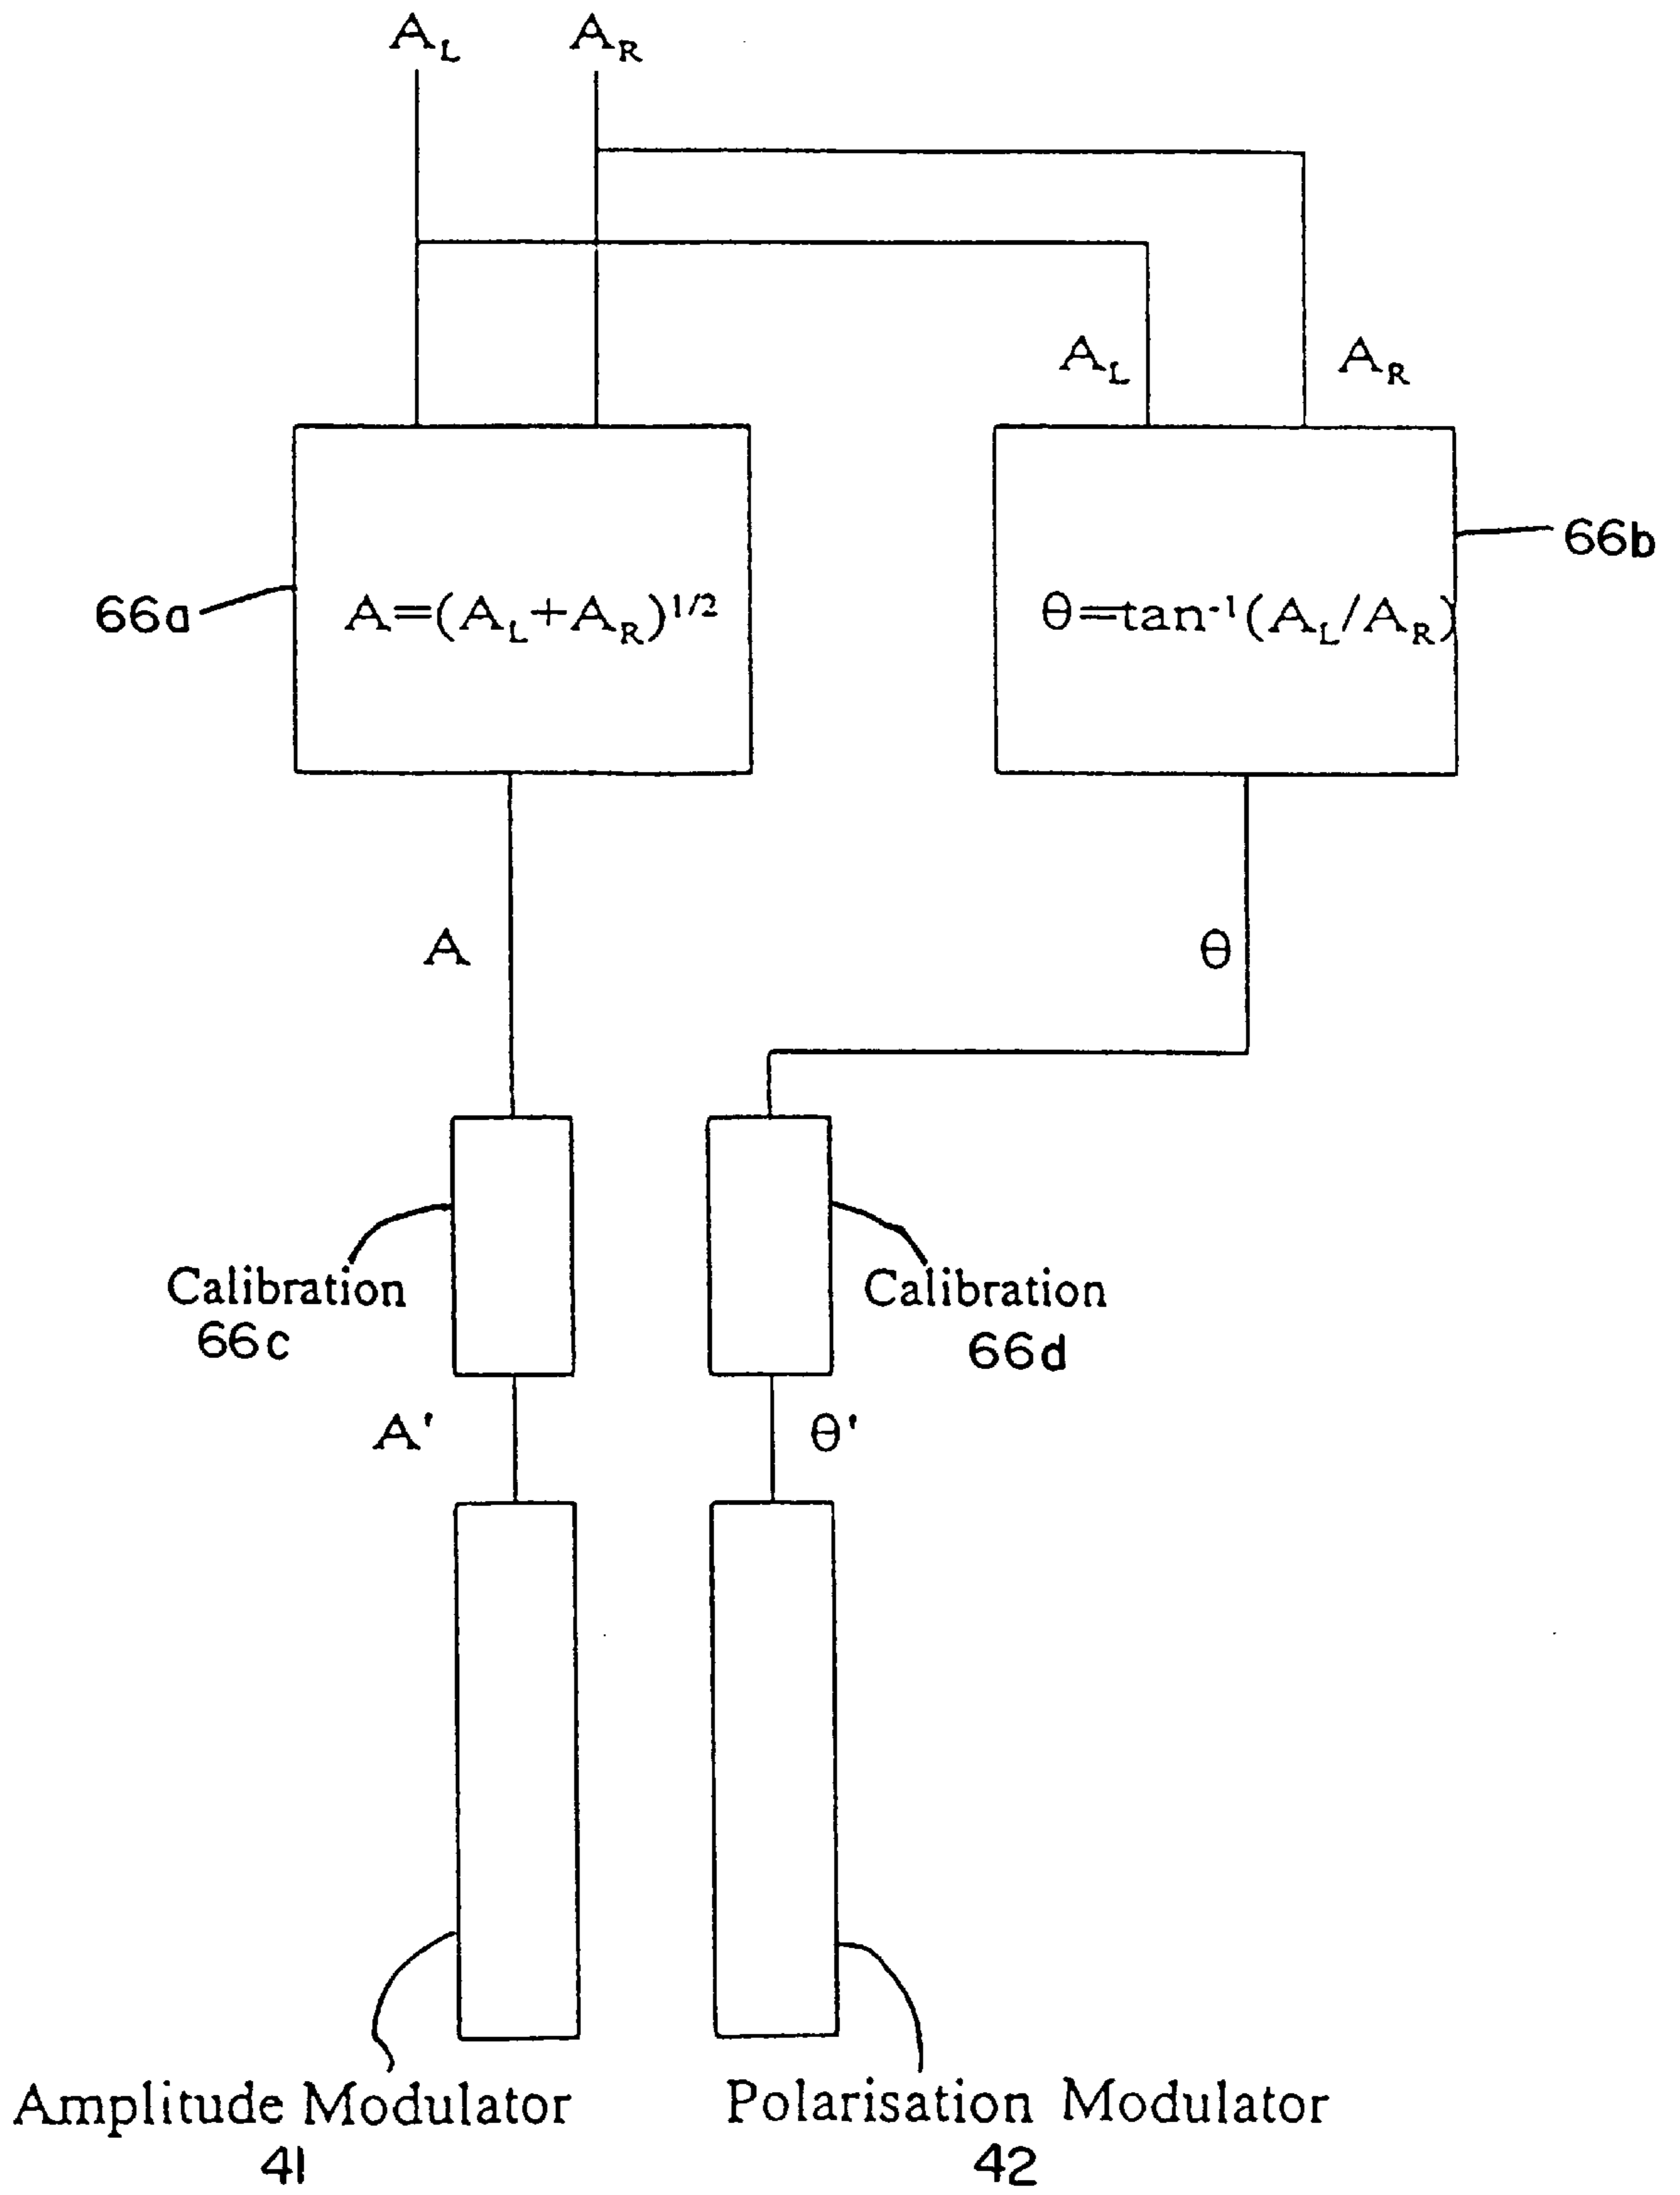 A_L A_R
A_L A_R
66b
66a
A=(A_L+A_R)^1/2
θ=tan^-1(A_L/A_R)
A
θ
Calibration
66c
Calibration
66d
A'
θ'
Amplitude Modulator
41
Polarisation Modulator
42